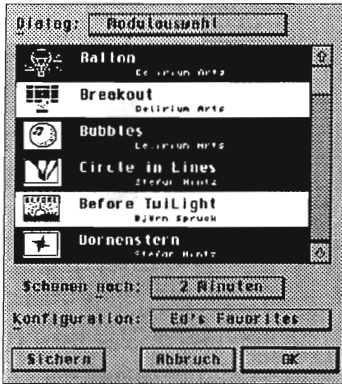 Dialog: Modulauswahl
Ballon
Delirium Arts
Breakout
Delirium Arts
Bubbles
Delirium Arts
Circle in Lines
Stefan Hintz
Before TwiLight
Björn Spruck
Dornenstern
Stefan Hintz
Schonen nach: 2 Minuten
Konfiguration: Ed's Favorites
Sichern Abbruch OK